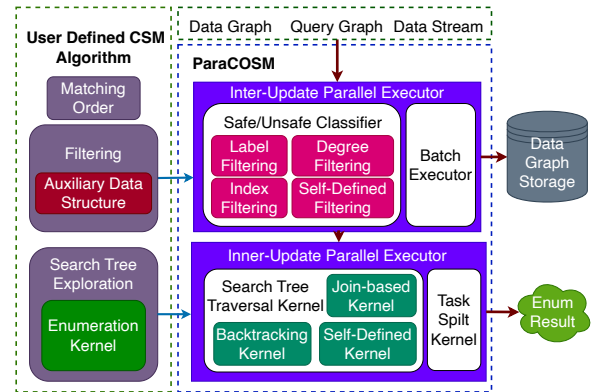 Data Graph Query Graph Data Stream
User Defined CSM
Algorithm
Matching
Order
Filtering
Auxiliary Data
Structure
Search Tree
Exploration
Enumeration
Kernel
ParaCOSM
Inter-Update Parallel Executor
Safe/Unsafe Classifier
Label
Filtering
Degree
Filtering
Index
Filtering
Self-Defined
Filtering
Batch
Executor
Inner-Update Parallel Executor
Search Tree
Traversal Kernel
Join-based
Kernel
Backtracking
Kernel
Self-Defined
Kernel
Task
Spilt
Kernel
Data
Graph
Storage
Enum
Result